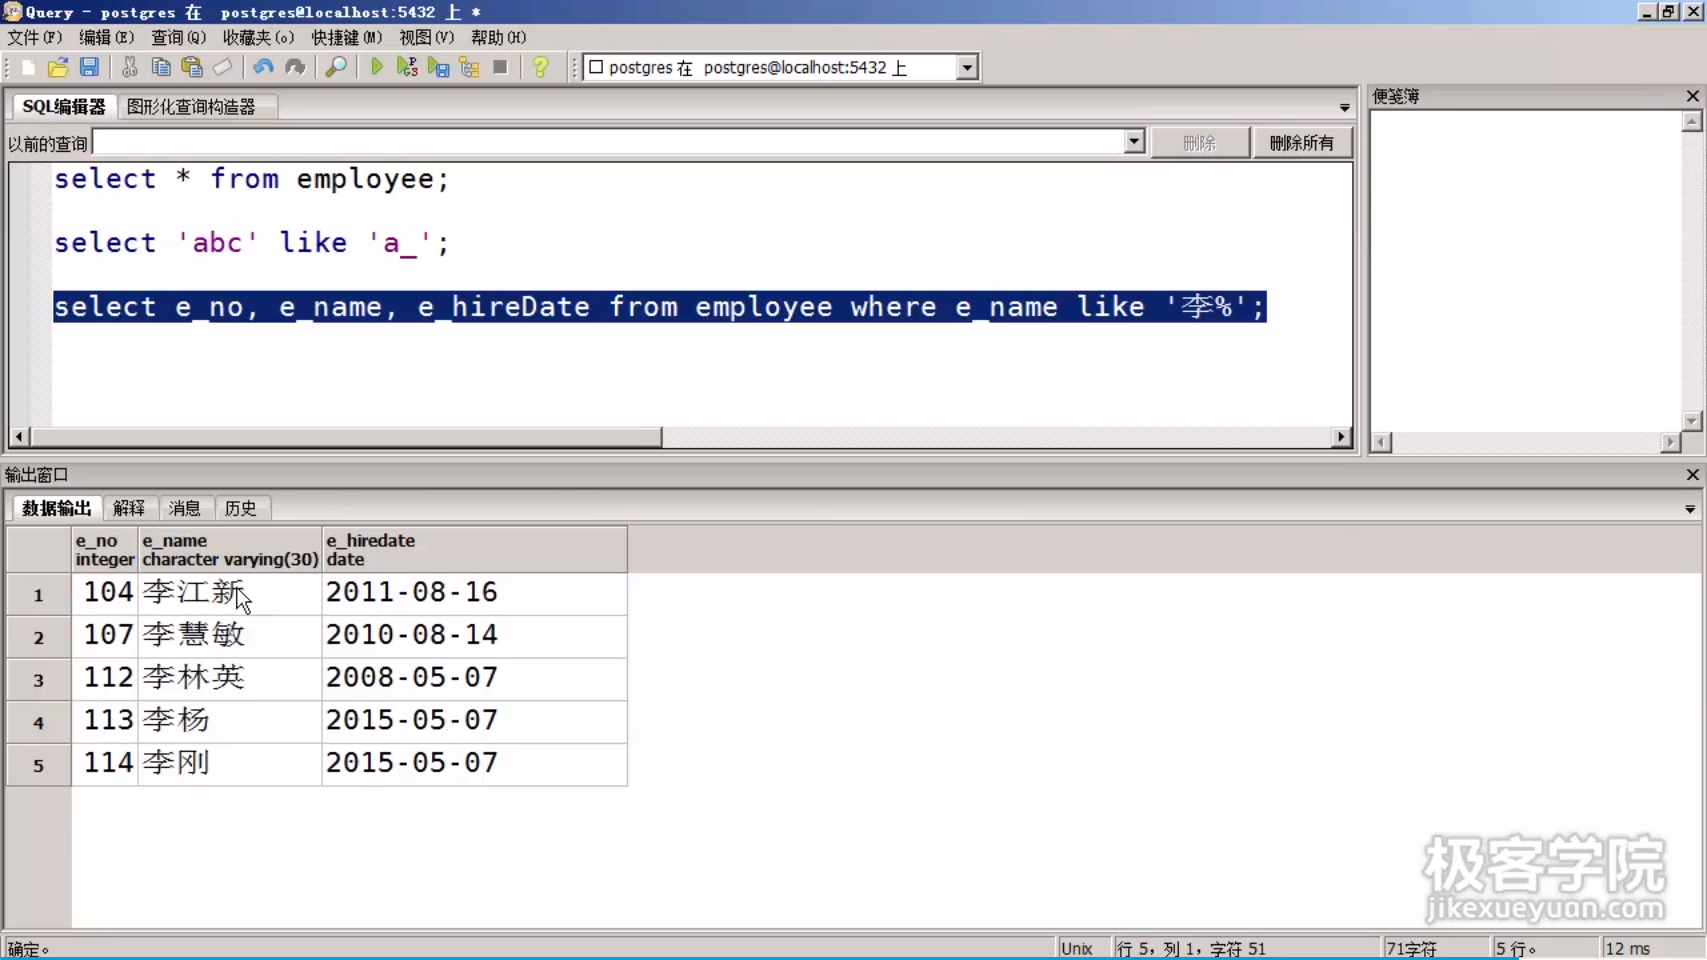 Query - postgres 在 postgres@localhost:5432 上 *
文件(F) 编辑(E) 查询(Q) 收藏夹(o) 快捷键(M) 视图(V) 帮助(H)
postgres 在 postgres@localhost:5432 上
SQL编辑器 图形化查询构造器
便笺簿
以前的查询 删除 删除所有
select * from employee;
select 'abc' like 'a_';
select e_no, e_name, e_hireDate from employee where e_name like '李%';
输出窗口
数据输出 解释 消息 历史
e_no e_name e_hiredate
integer character varying(30) date
1 104 李江新 2011-08-16
2 107 李慧敏 2010-08-14
3 112 李林英 2008-05-07
4 113 李杨 2015-05-07
5 114 李刚 2015-05-07
极客学院
jikexueyuan.com
确定。 Unix 行 5, 列 1, 字符 51 71字符 5 行。 12 ms